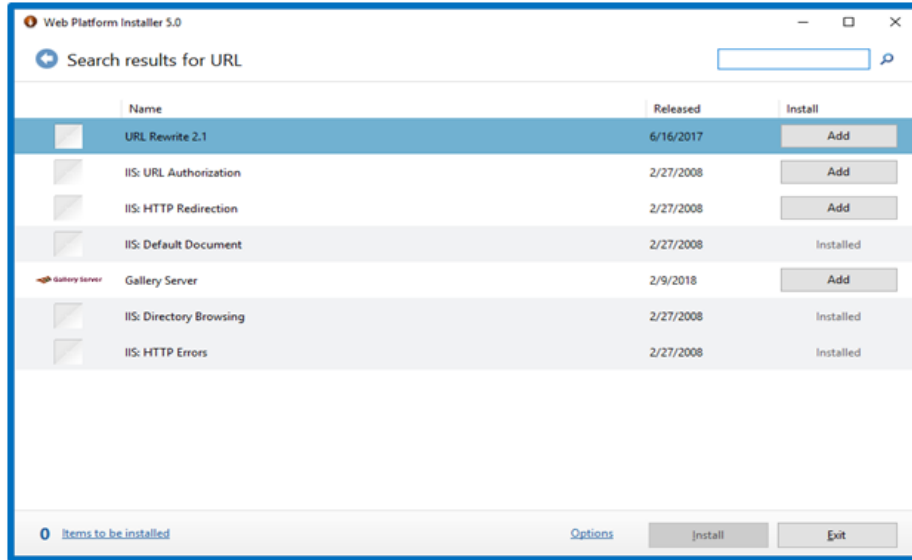 Web Platform Installer 5.0
Search results for URL
Name Released Install
URL Rewrite 2.1 6/16/2017 Add
IIS: URL Authorization 2/27/2008 Add
IIS: HTTP Redirection 2/27/2008 Add
IIS: Default Document 2/27/2008 Installed
Gallery Server Gallery Server 2/9/2018 Add
IIS: Directory Browsing 2/27/2008 Installed
IIS: HTTP Errors 2/27/2008 Installed
0 Items to be installed Options Install Exit